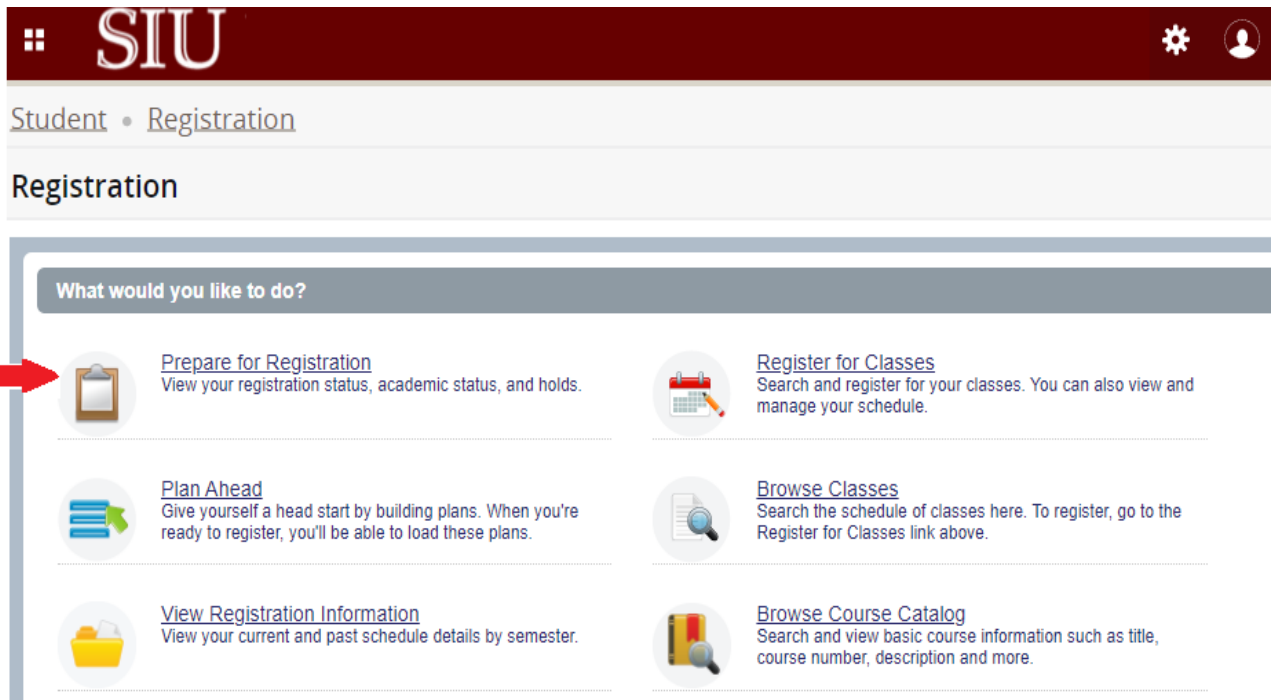 SIU
Student • Registration
Registration
What would you like to do?
Prepare for Registration
View your registration status, academic status, and holds.
Register for Classes
Search and register for your classes. You can also view and
manage your schedule.
Plan Ahead
Give yourself a head start by building plans. When you're
ready to register, you'll be able to load these plans.
Browse Classes
Search the schedule of classes here. To register, go to the
Register for Classes link above.
View Registration Information
View your current and past schedule details by semester.
Browse Course Catalog
Search and view basic course information such as title,
course number, description and more.